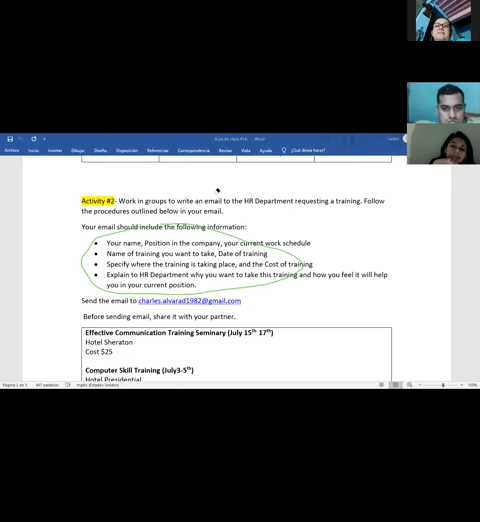 Guia de clase #16 - Word
Archivo Inicio Insertar Dibujar Diseño Disposición Referencias Correspondencia Revisar Vista Ayuda ¿Qué desea hacer?
Activity #2- Work in groups to write an email to the HR Department requesting a training. Follow
the procedures outlined below in your email.
Your email should include the following information:
• Your name, Position in the company, your current work schedule
• Name of training you want to take, Date of training
• Specify where the training is taking place, and the Cost of training
• Explain to HR Department why you want to take this training and how you feel it will help
you in your current position.
Send the email to charles.alvarad1982@gmail.com
Before sending email, share it with your partner.
Effective Communication Training Seminary (July 15th 17th)
Hotel Sheraton
Cost $25
Computer Skill Training (July3-5th)
Hotel Presidential
Página 2 de 3 palabras Inglés (Estados Unidos)